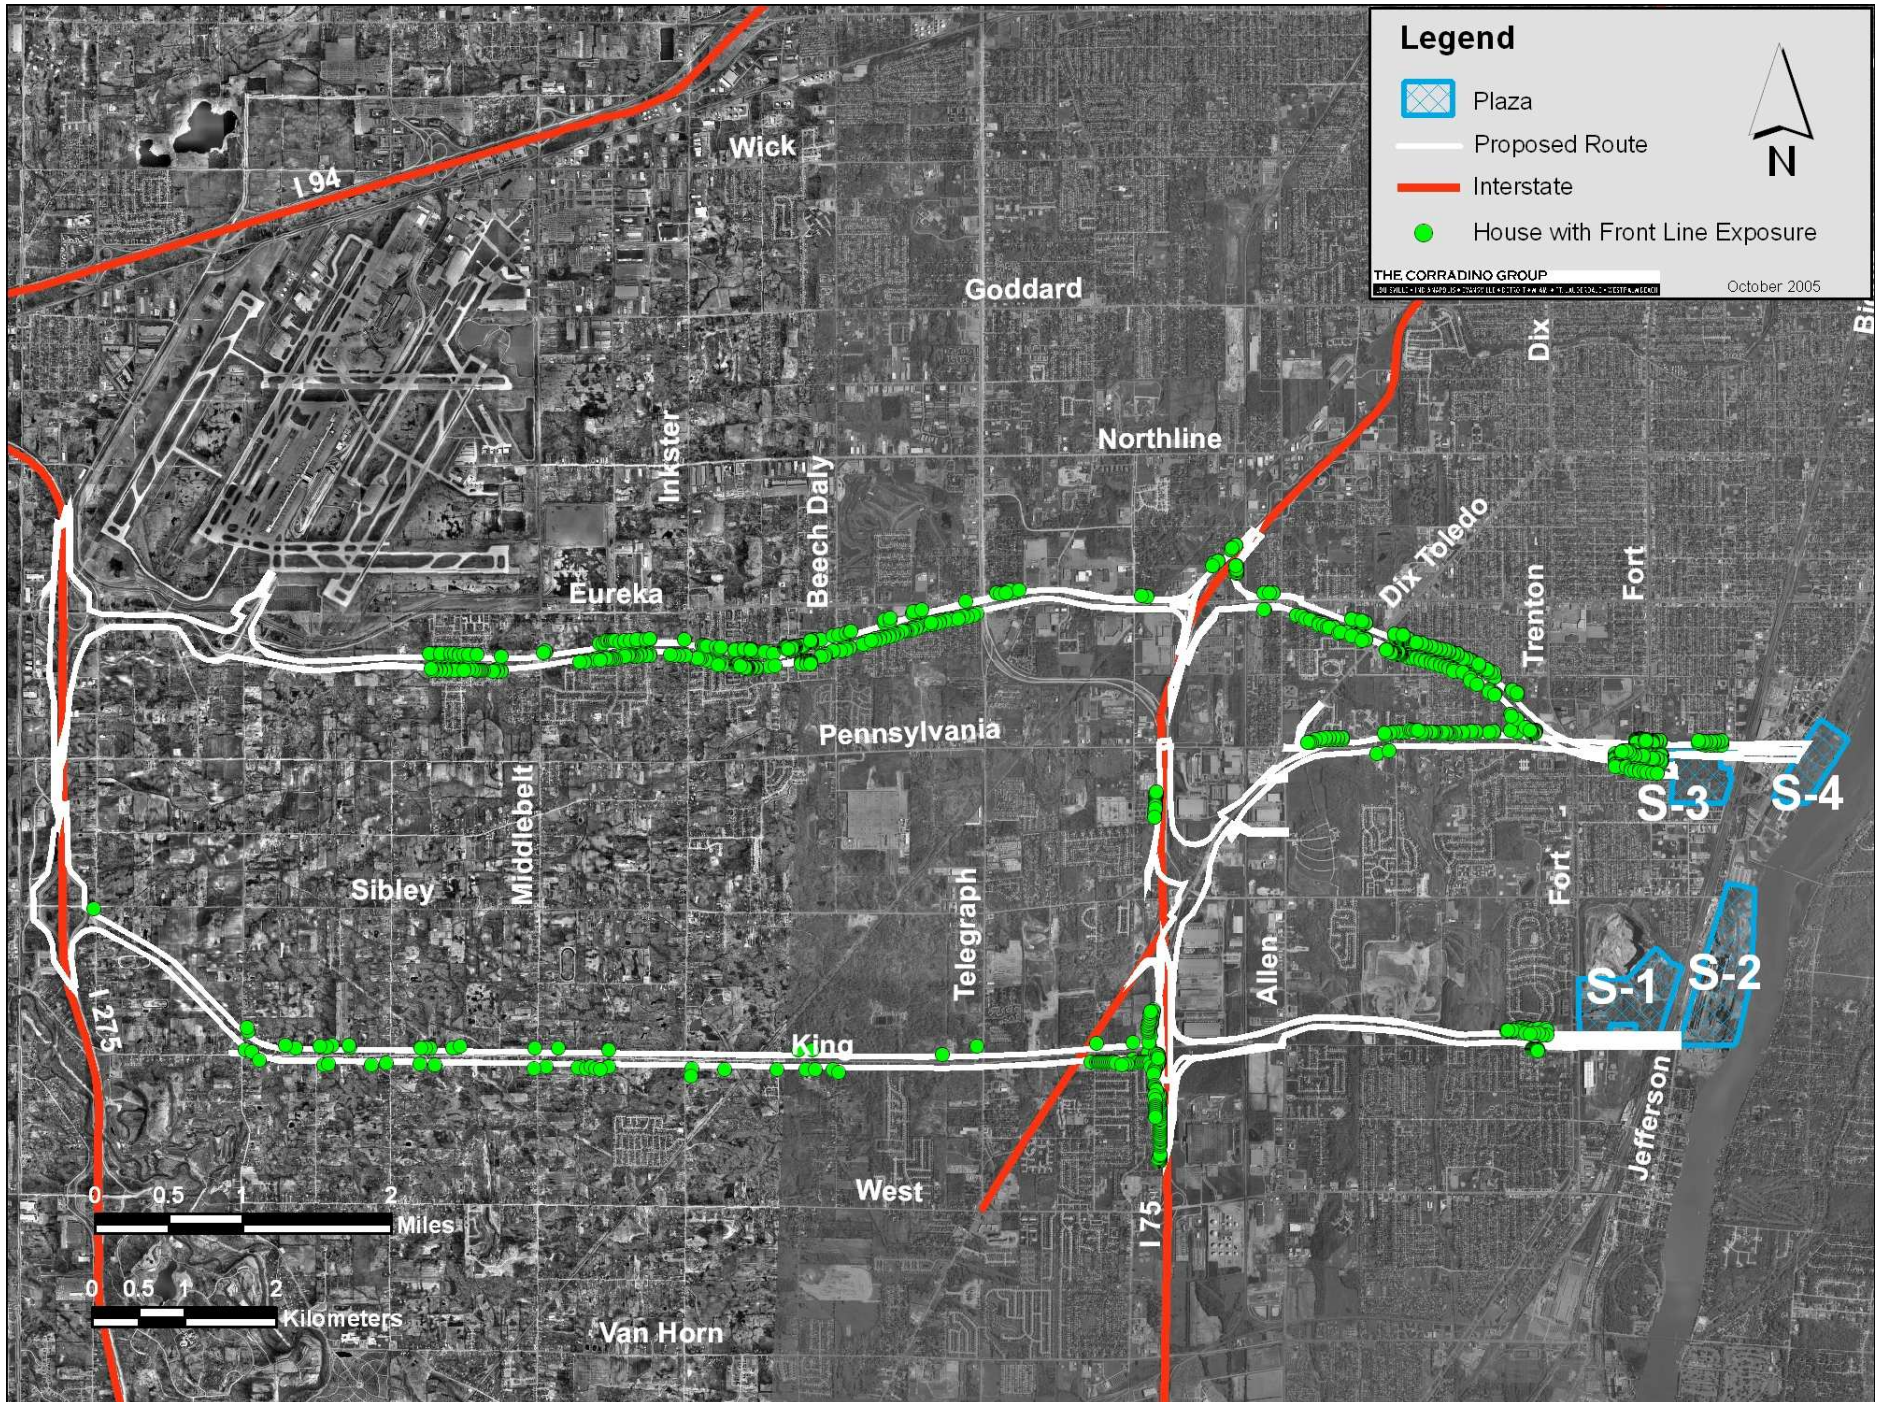 Legend
Plaza
Proposed Route
Interstate
House with Front Line Exposure
N
THE CORRADINO GROUP
October 2005
I 94
Wick
Goddard
Dix
Northline
Inkster
Beech Daly
Eureka
Dix Toledo
Trenton
Fort
Pennsylvania
Middlebelt
Sibley
Telegraph
Allen
Fort
S-3
S-4
S-1
S-2
I 275
King
Jefferson
West
I 75
Van Horn
0 0.5 1 2
Miles
0 0.5 1 2
Kilometers